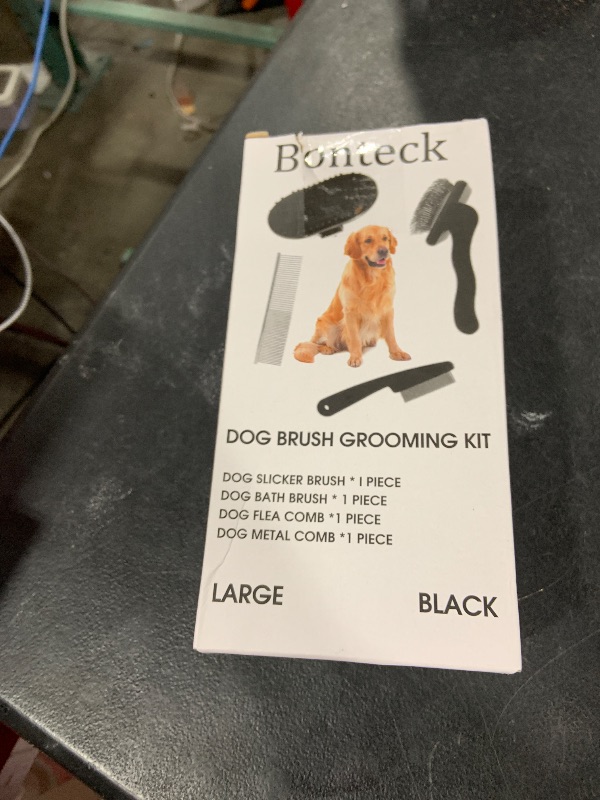 Bonteck
DOG BRUSH GROOMING KIT
DOG SLICKER BRUSH * I PIECE
DOG BATH BRUSH * 1 PIECE
DOG FLEA COMB *1 PIECE
DOG METAL COMB *1 PIECE
LARGE BLACK